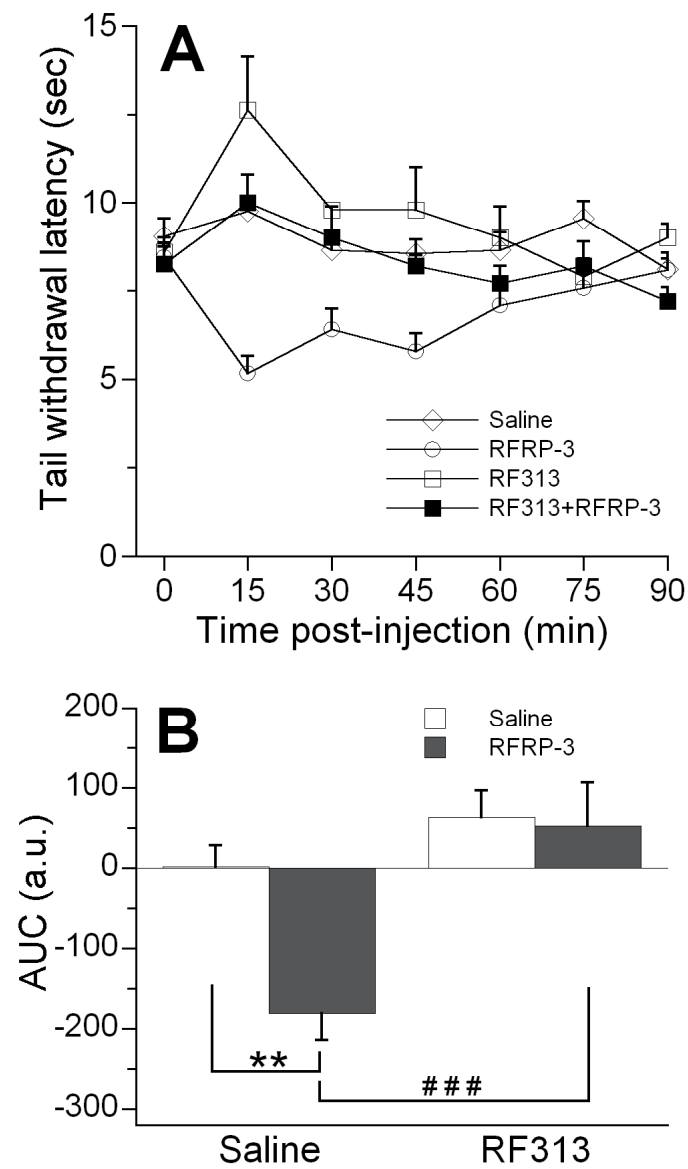 A
Tail withdrawal latency (sec)
15
10
5
0
Saline
RFRP-3
RF313
RF313+RFRP-3
0 15 30 45 60 75 90
Time post-injection (min)
B
AUC (a.u.)
200
100
0
-100
-200
-300
Saline
RFRP-3
**
###
Saline RF313